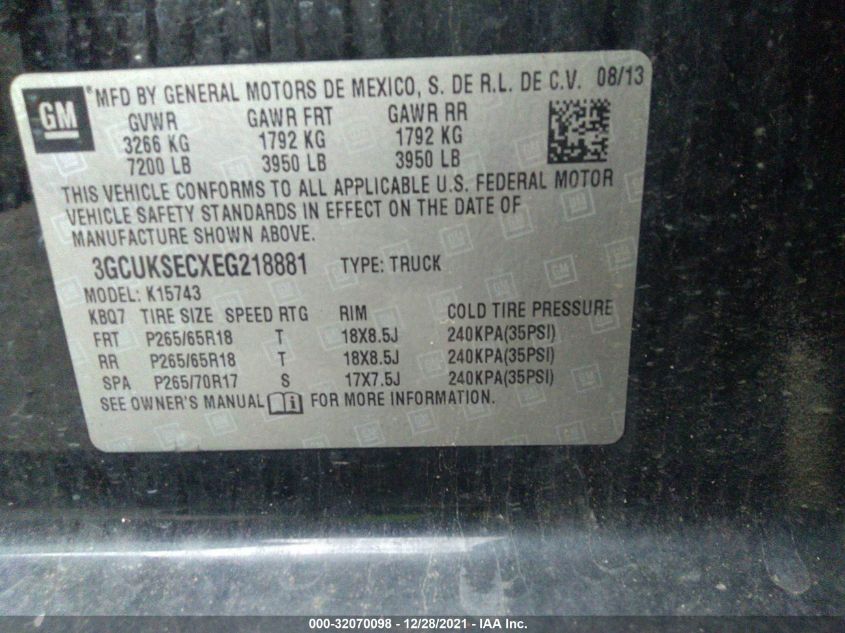 GM ® MFD BY GENERAL MOTORS DE MEXICO, S. DE R.L. DE C.V. 08/13
GVWR GAWR FRT GAWR RR
3266 KG 1792 KG 1792 KG
7200 LB 3950 LB 3950 LB
THIS VEHICLE CONFORMS TO ALL APPLICABLE U.S. FEDERAL MOTOR
VEHICLE SAFETY STANDARDS IN EFFECT ON THE DATE OF
MANUFACTURE SHOWN ABOVE.
3GCUKSECXEG218881 TYPE: TRUCK
MODEL: K15743
KBQ7 TIRE SIZE SPEED RTG RIM COLD TIRE PRESSURE
FRT P265/65R18 T 18X8.5J 240KPA(35PSI)
RR P265/65R18 T 18X8.5J 240KPA(35PSI)
SPA P265/70R17 S 17X7.5J 240KPA(35PSI)
SEE OWNER'S MANUAL i FOR MORE INFORMATION.
000-32070098 - 12/28/2021 - IAA Inc.